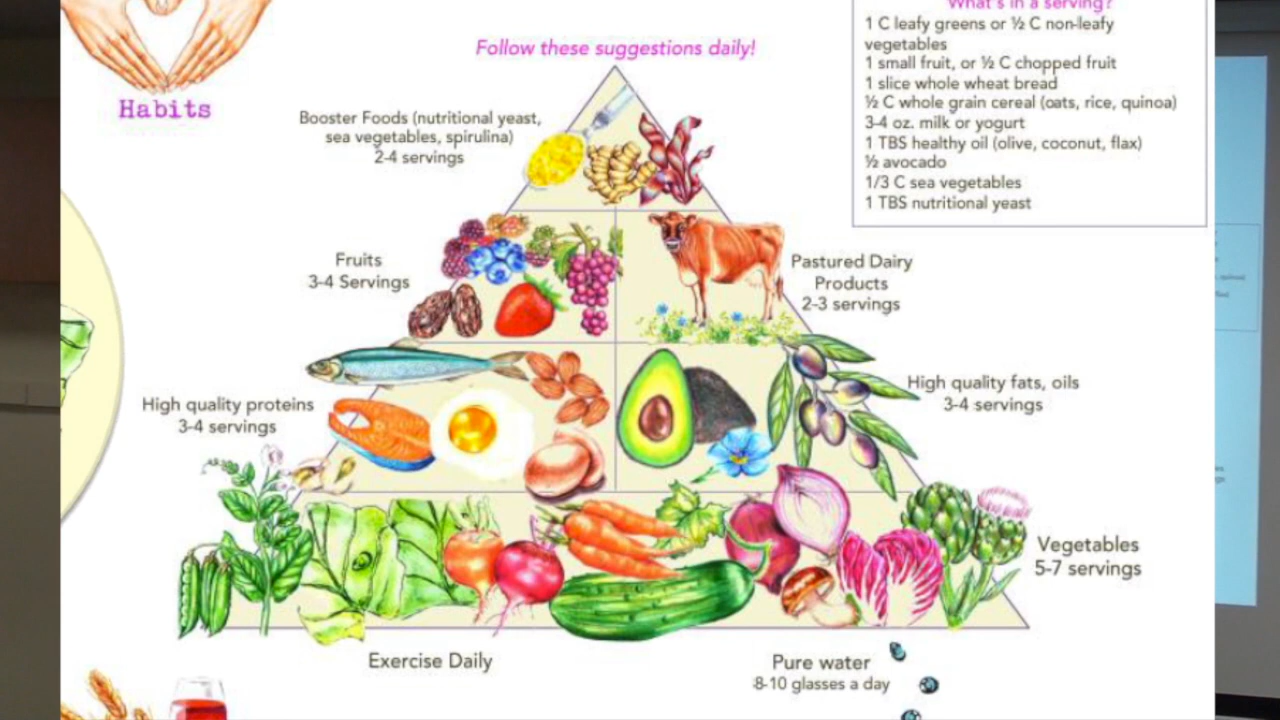 What's in a serving?
1 C leafy greens or ½ C non-leafy
vegetables
1 small fruit, or ½ C chopped fruit
1 slice whole wheat bread
½ C whole grain cereal (oats, rice, quinoa)
3-4 oz. milk or yogurt
1 TBS healthy oil (olive, coconut, flax)
½ avocado
1/3 C sea vegetables
1 TBS nutritional yeast
Follow these suggestions daily!
Habits
Booster Foods (nutritional yeast,
sea vegetables, spirulina)
2-4 servings
Fruits
3-4 Servings
Pastured Dairy
Products
2-3 servings
High quality proteins
3-4 servings
High quality fats, oils
3-4 servings
Vegetables
5-7 servings
Exercise Daily
Pure water
8-10 glasses a day